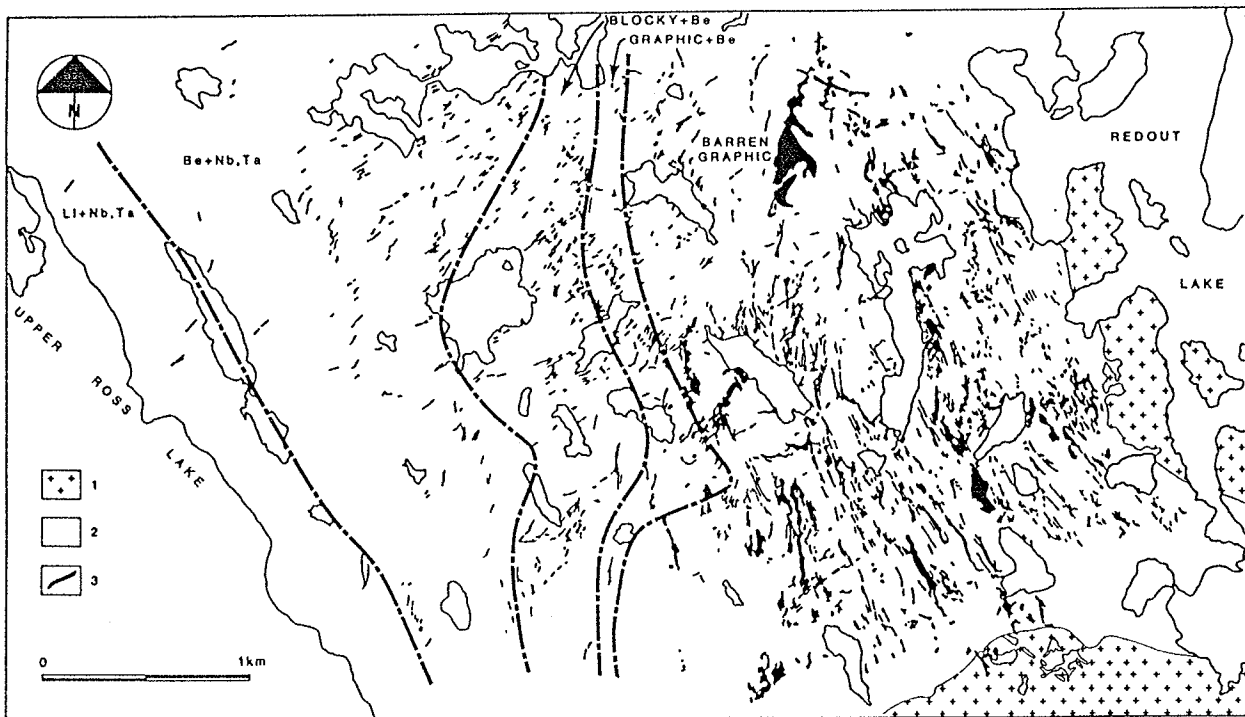 BLOCKY+Be
GRAPHIC+Be
N
Be+Nb,Ta
BARREN
GRAPHIC
REDOUT
LI+Nb,Ta
LAKE
UPPER
ROSS
LAKE
1
2
3
0 1km